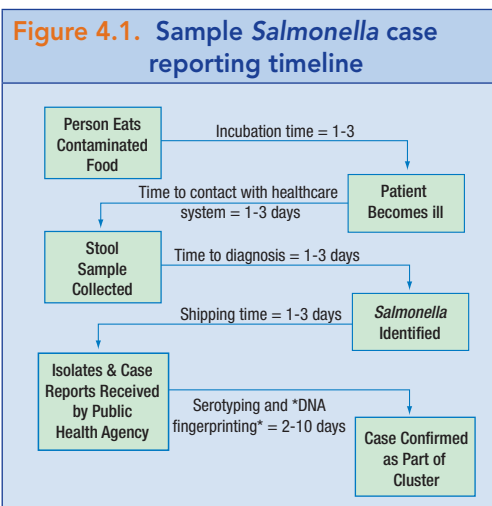 Figure 4.1. Sample Salmonella case
reporting timeline
Person Eats
Contaminated
Food
Incubation time = 1-3
Patient
Becomes ill
Time to contact with healthcare
system = 1-3 days
Stool
Sample
Collected
Time to diagnosis = 1-3 days
Salmonella
Identified
Shipping time = 1-3 days
Isolates & Case
Reports Received
by Public
Health Agency
Serotyping and *DNA
fingerprinting* = 2-10 days
Case Confirmed
as Part of
Cluster